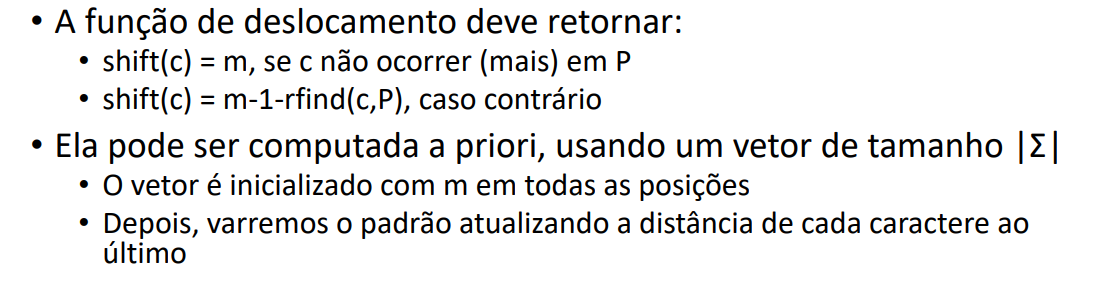 • A função de deslocamento deve retornar:
• shift(c) = m, se c não ocorrer (mais) em P
• shift(c) = m-1-rfind(c,P), caso contrário
• Ela pode ser computada a priori, usando um vetor de tamanho |Σ|
• O vetor é inicializado com m em todas as posições
• Depois, varremos o padrão atualizando a distância de cada caractere ao
último